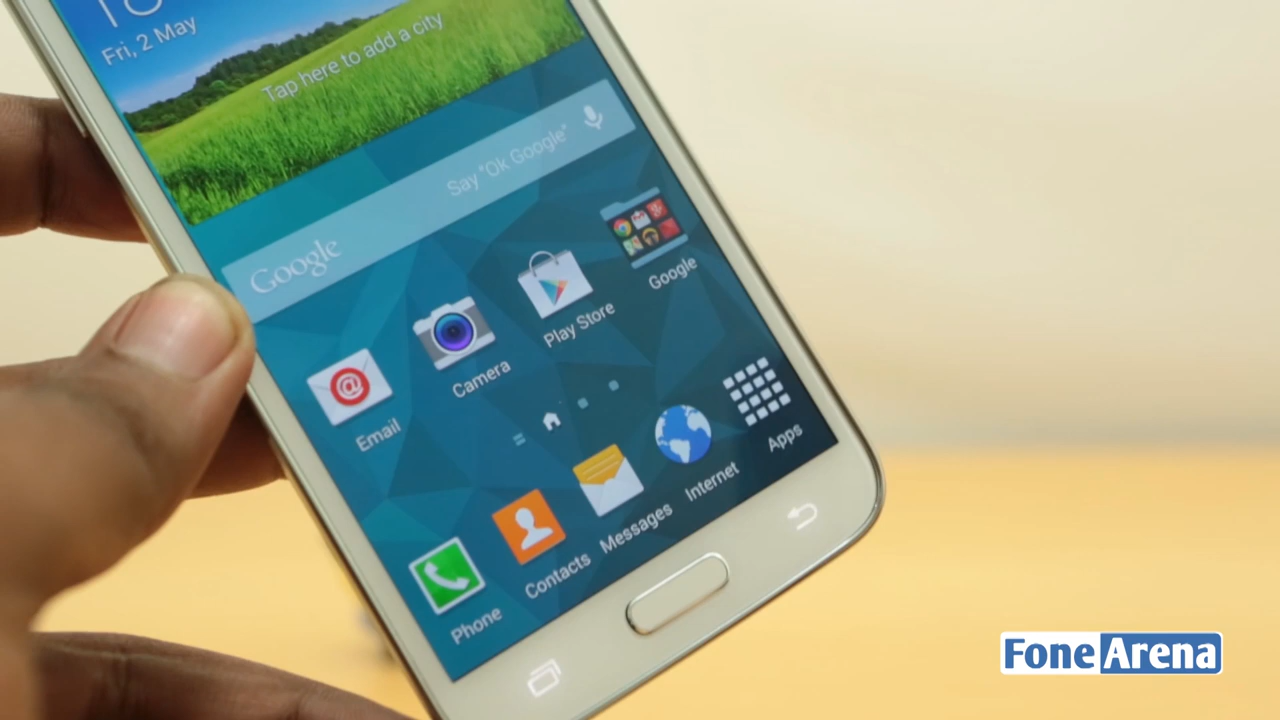 Fri, 2 May
Tap here to add a city
Google
Say "Ok Google"
Email
Camera
Play Store
Google
Phone
Contacts
Messages
Internet
Apps
FoneArena